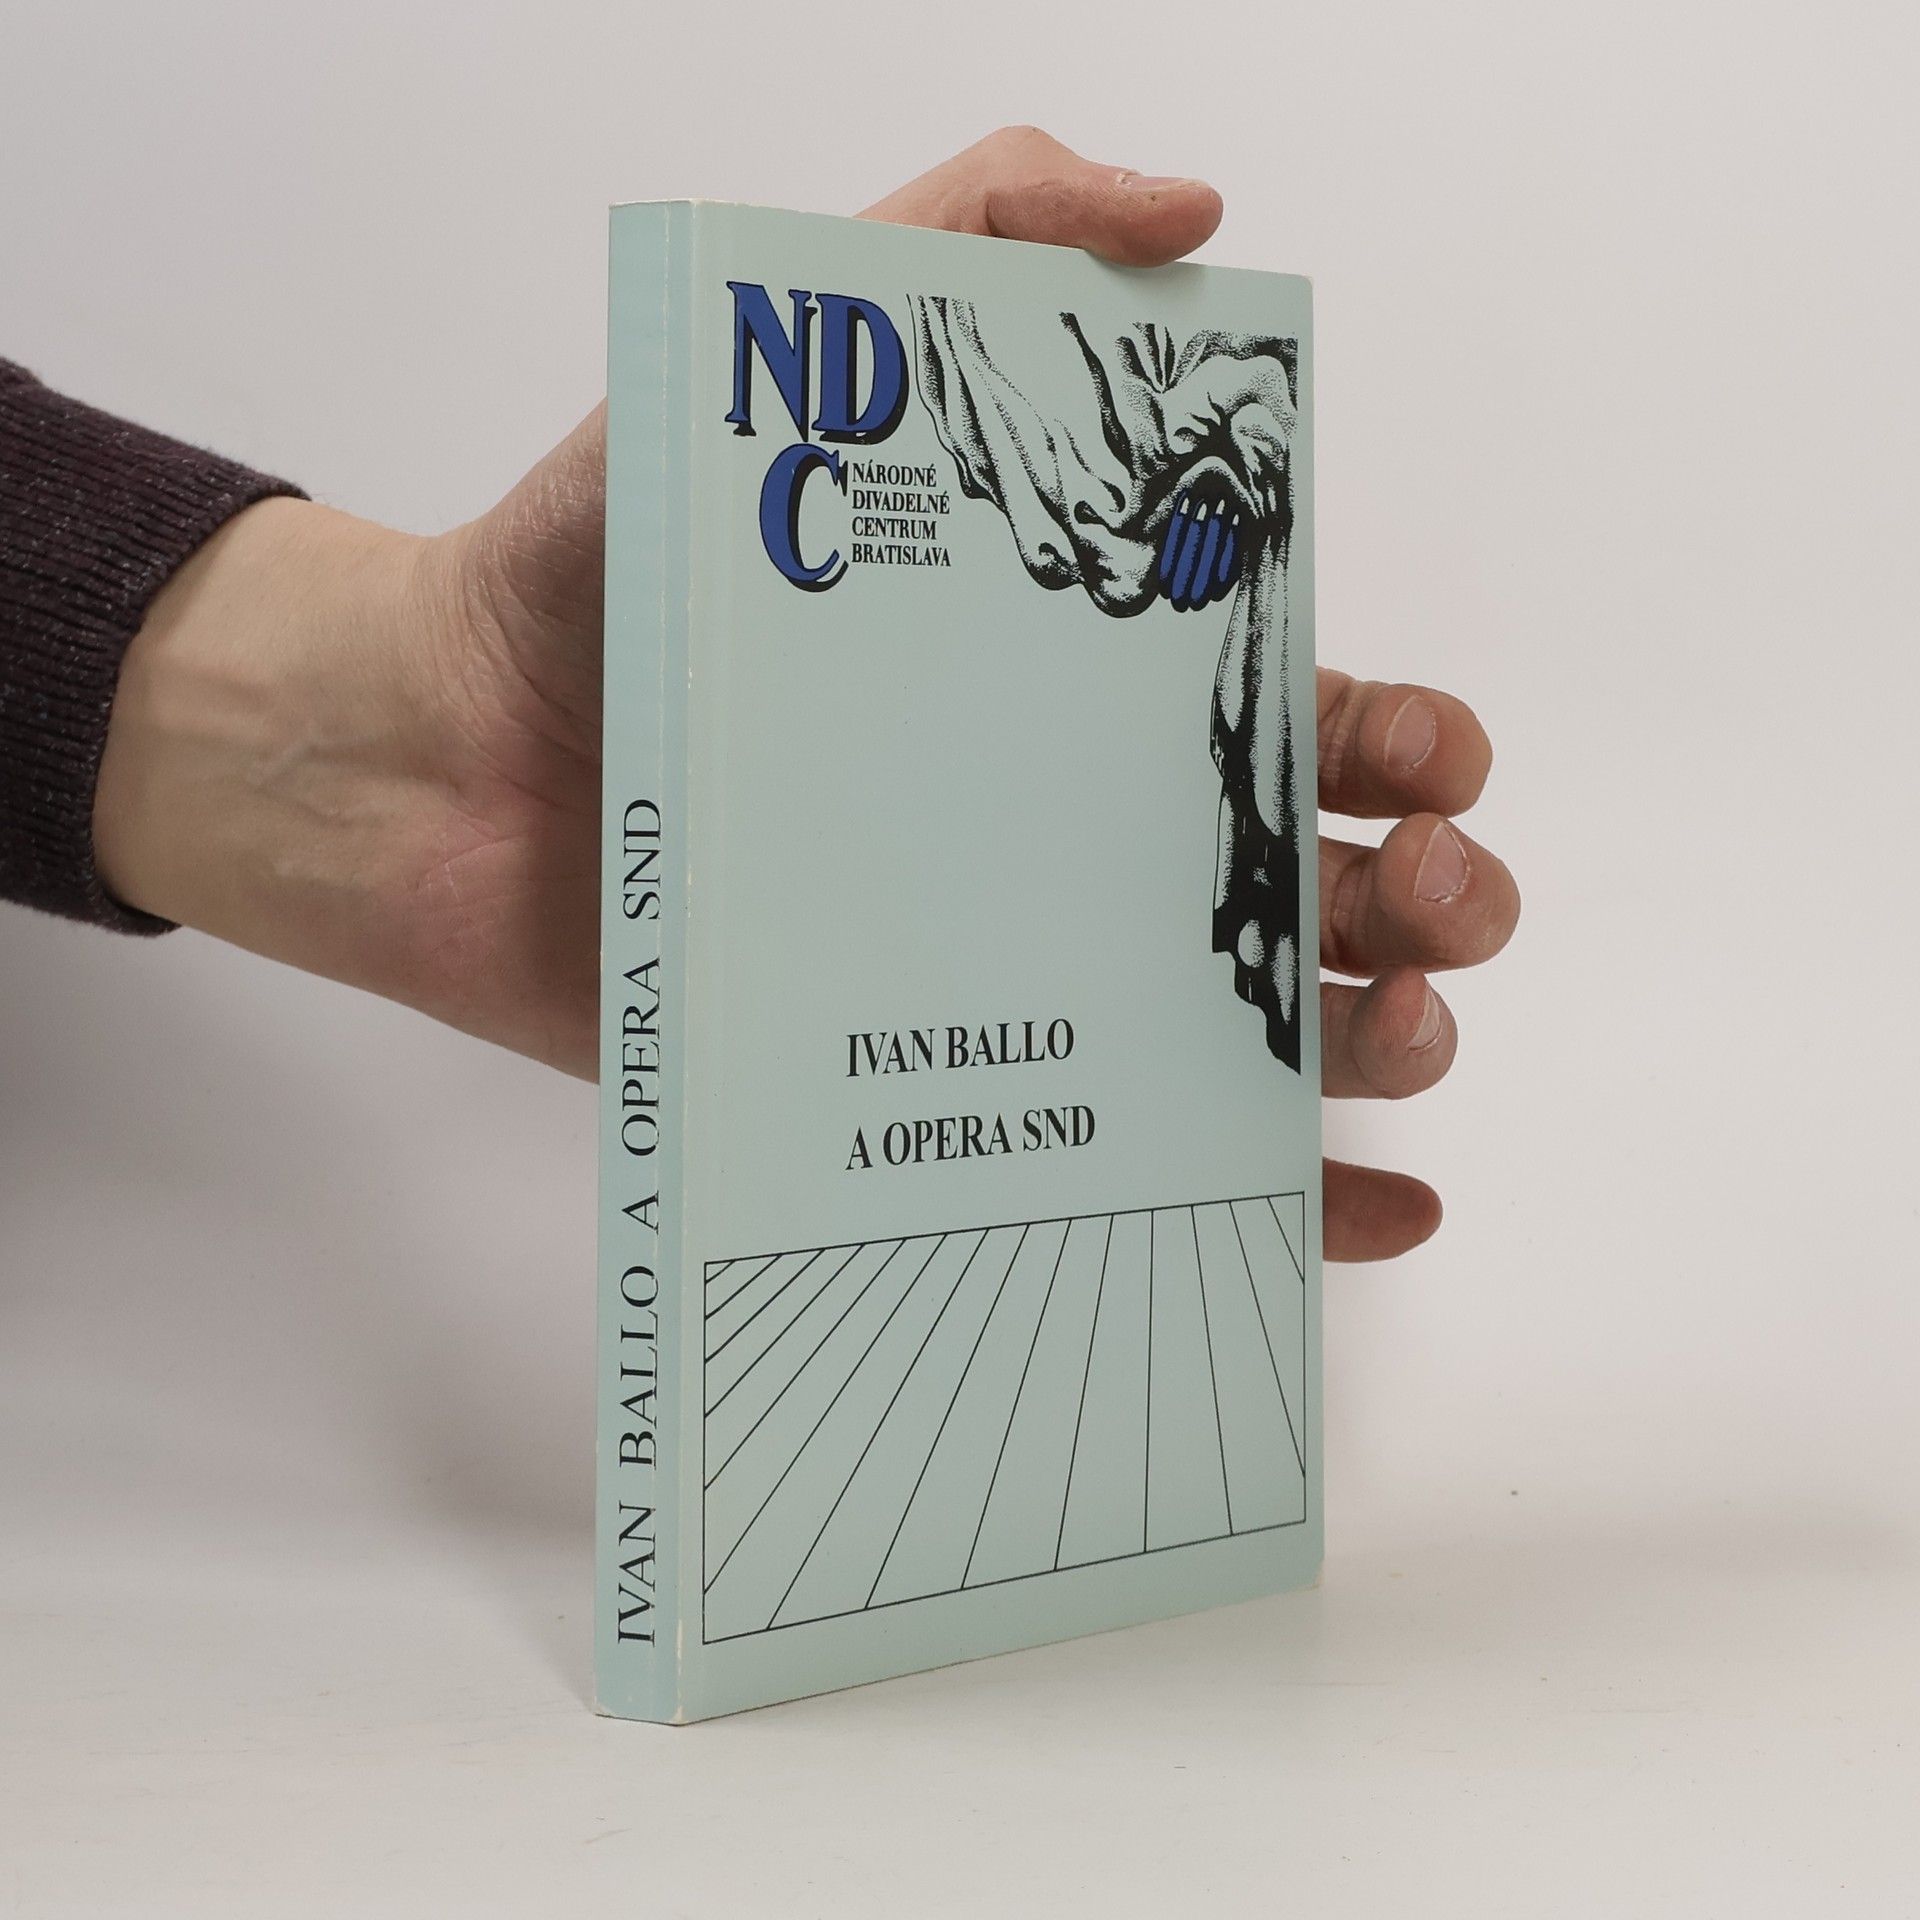 ND
C
NÁRODNÉ
DIVADELNÉ
CENTRUM
BRATISLAVA
IVAN BALLO
A OPERA SND
IVAN BALLO A OPERA SND